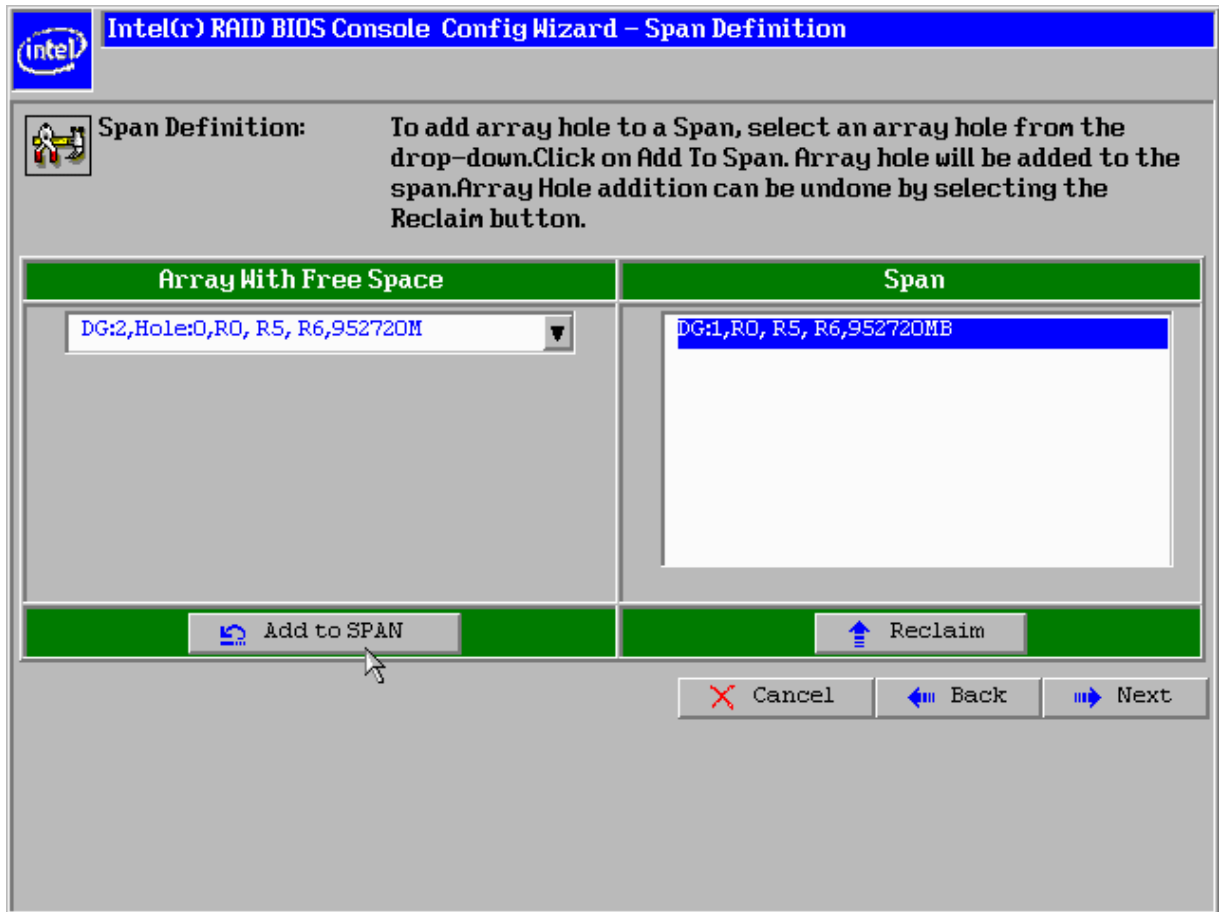 Intel(r) RAID BIOS Console Config Wizard – Span Definition
intel
Span Definition:
To add array hole to a Span, select an array hole from the
drop-down.Click on Add To Span. Array hole will be added to the
span.Array Hole addition can be undone by selecting the
Reclaim button.
Array With Free Space
Span
DG:2,Hole:0,R0, R5, R6,952720M
DG:1,R0, R5, R6,952720MB
Add to SPAN
Reclaim
Cancel
Back
Next